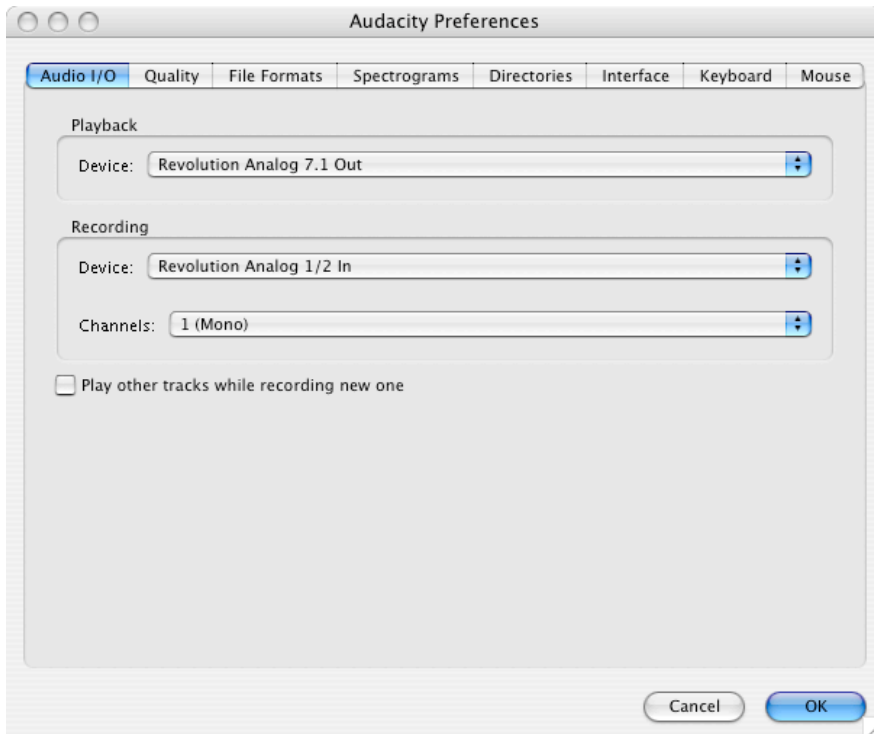 Audacity Preferences
Audio I/O Quality File Formats Spectrograms Directories Interface Keyboard Mouse
Playback
Device: Revolution Analog 7.1 Out
Recording
Device: Revolution Analog 1/2 In
Channels: 1 (Mono)
Play other tracks while recording new one
Cancel OK